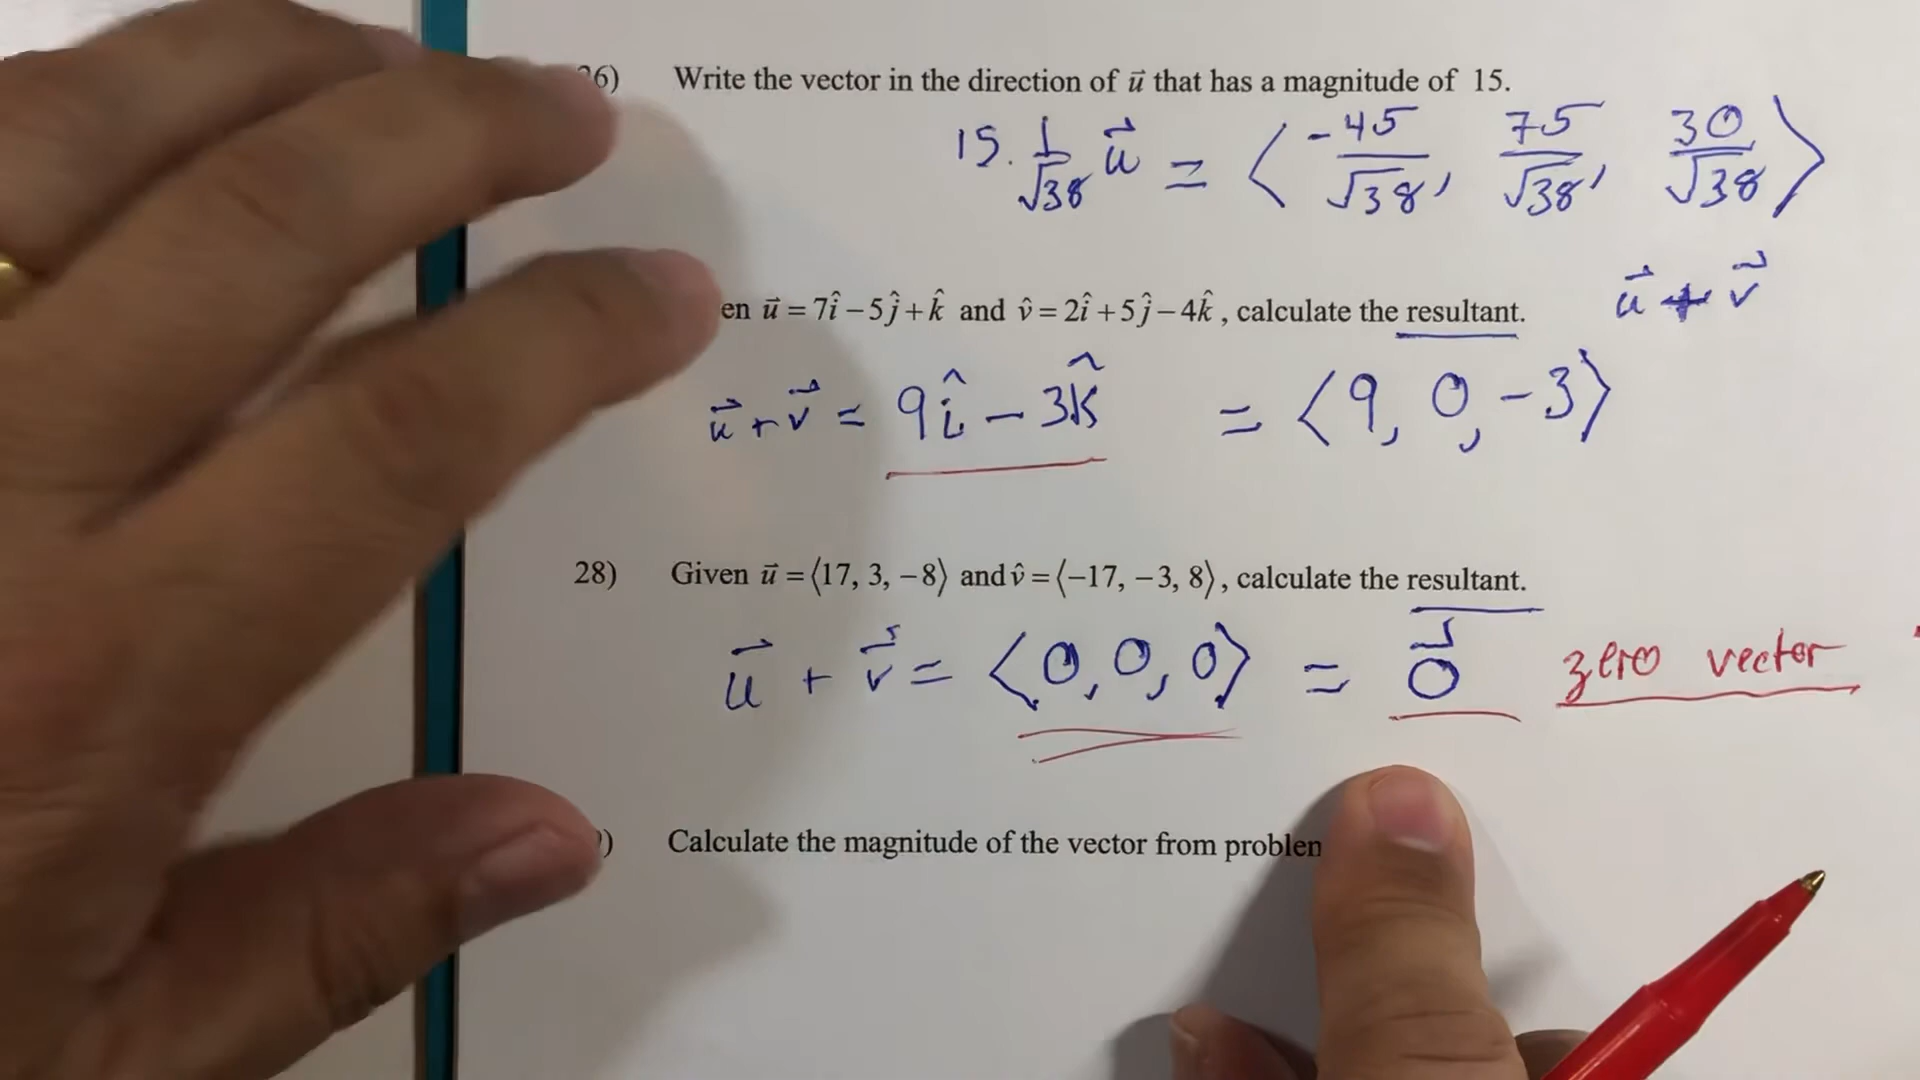 6) Write the vector in the direction of u⃗ that has a magnitude of 15.
15. 1/√38 u⃗ = ⟨-45/√38, 75/√38, 30/√38⟩
en u⃗ = 7î − 5ĵ + k̂ and v̂ = 2î + 5ĵ − 4k̂, calculate the resultant. u⃗ + v⃗
u⃗ + v⃗ = 9î − 3k̂ = ⟨9, 0, −3⟩
28) Given u⃗ = ⟨17, 3, −8⟩ and v̂ = ⟨−17, −3, 8⟩, calculate the resultant.
u⃗ + v⃗ = ⟨0, 0, 0⟩ = 0⃗ zero vector
) Calculate the magnitude of the vector from